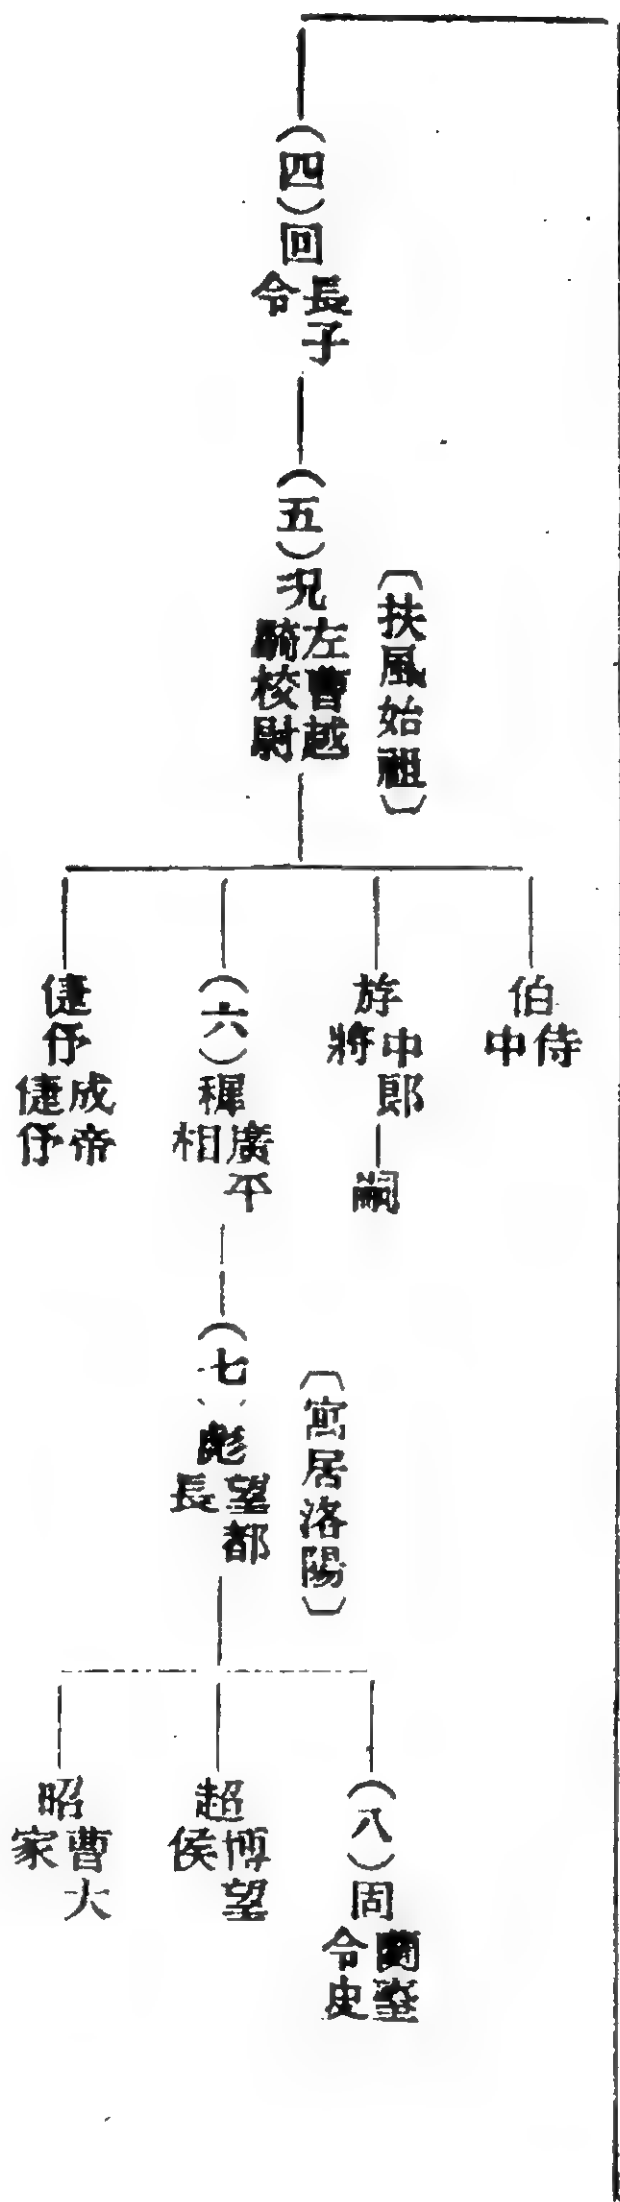 (四)回 長子令
(五)況 左曹越騎校尉
〔扶風始祖〕
伯 侍中
斿 中郎將
嗣
(六)穉 廣平相
倢伃 成帝倢伃
(七)彪 望都長
〔寓居洛陽〕
(八)固 蘭臺令史
超 博望侯
昭 曹大家